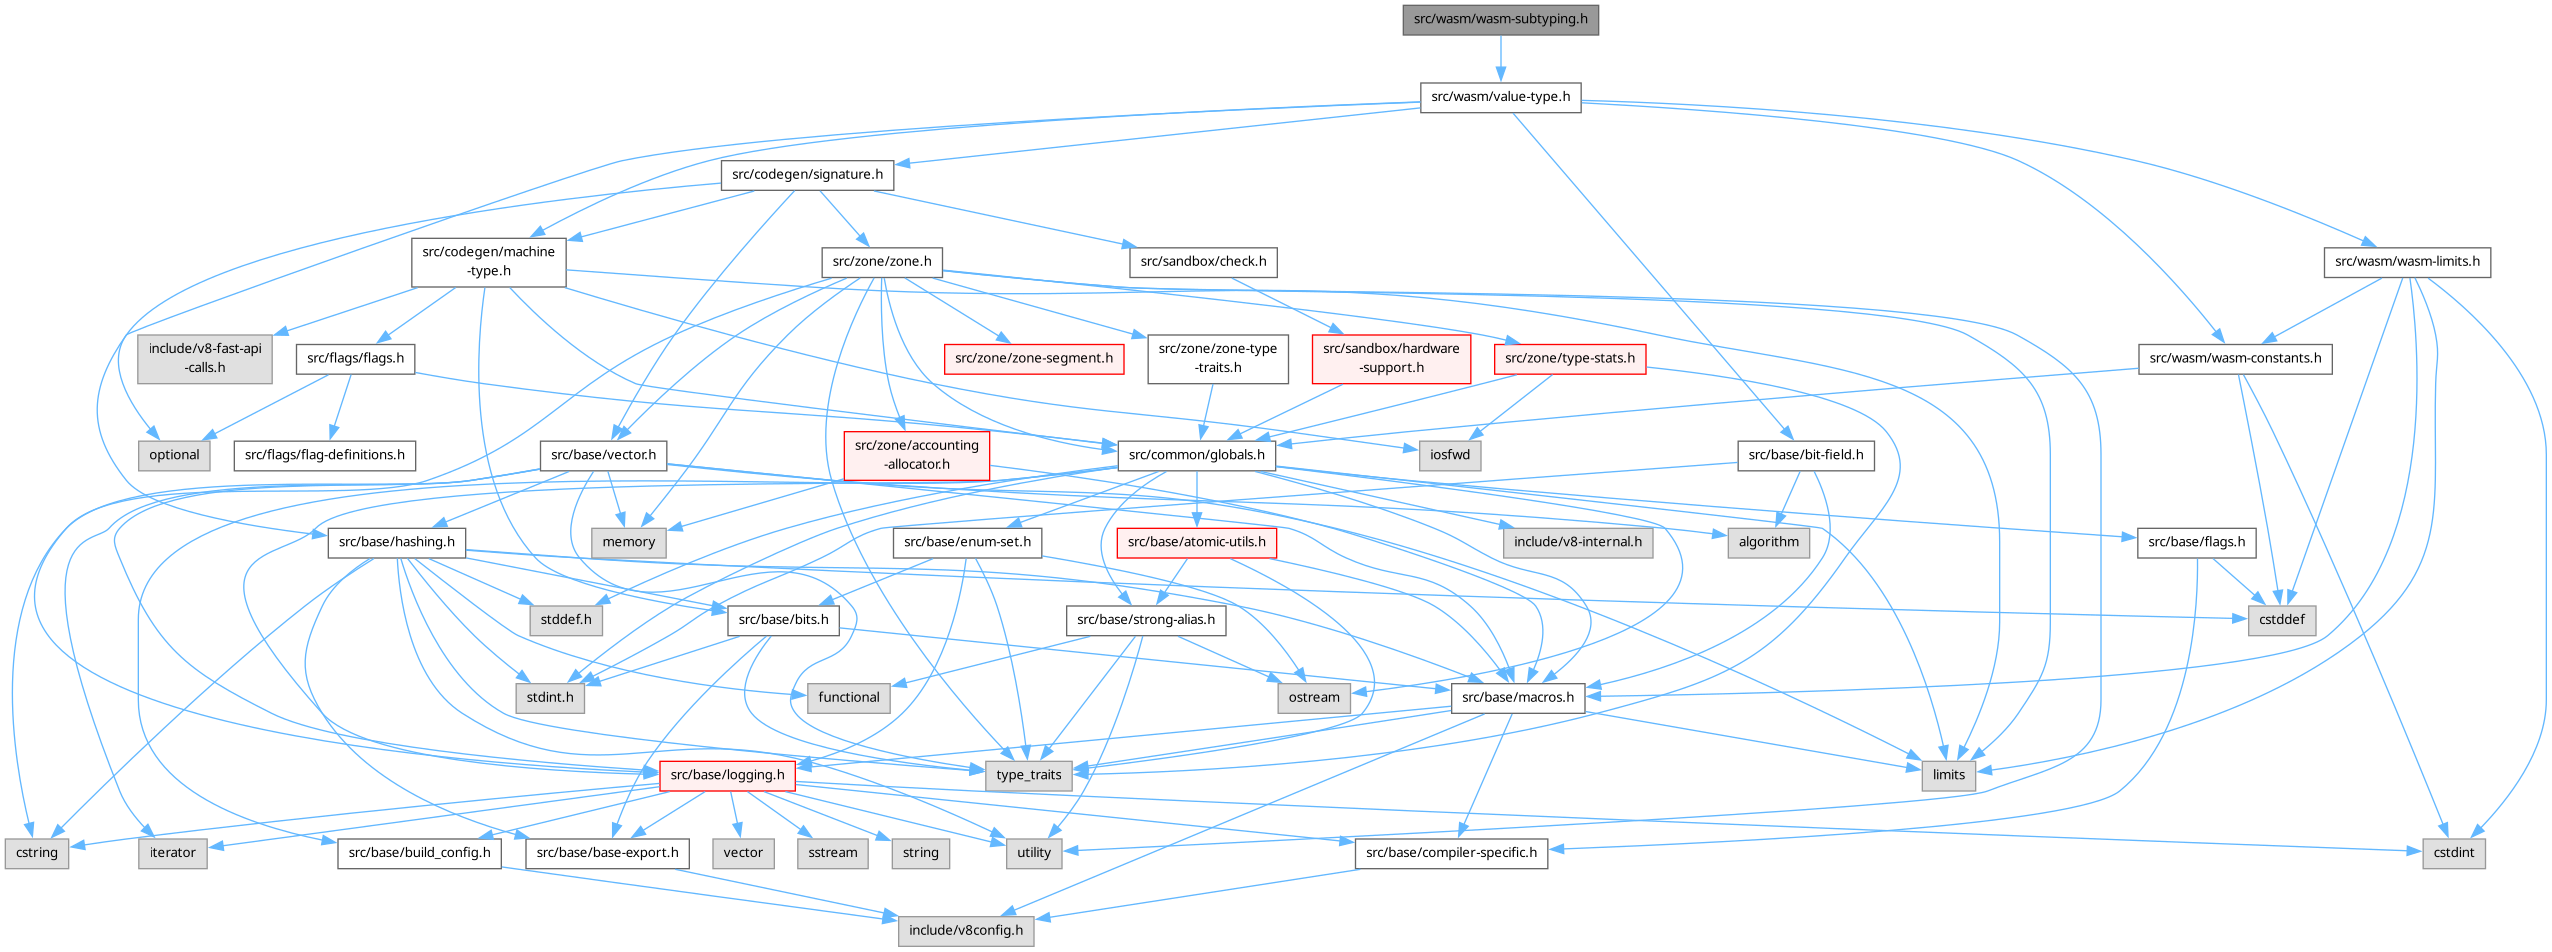 src/wasm/wasm-subtyping.h
src/wasm/value-type.h
src/codegen/signature.h
src/codegen/machine
-type.h
src/zone/zone.h
src/sandbox/check.h
src/wasm/wasm-limits.h
include/v8-fast-api
-calls.h
src/flags/flags.h
src/zone/zone-segment.h
src/zone/zone-type
-traits.h
src/sandbox/hardware
-support.h
src/zone/type-stats.h
src/wasm/wasm-constants.h
optional
src/flags/flag-definitions.h
src/base/vector.h
src/zone/accounting
-allocator.h
src/common/globals.h
iosfwd
src/base/bit-field.h
src/base/hashing.h
memory
src/base/enum-set.h
src/base/atomic-utils.h
include/v8-internal.h
algorithm
src/base/flags.h
stddef.h
src/base/bits.h
src/base/strong-alias.h
cstddef
stdint.h
functional
ostream
src/base/macros.h
src/base/logging.h
type_traits
limits
cstring
iterator
src/base/build_config.h
src/base/base-export.h
vector
sstream
string
utility
src/base/compiler-specific.h
cstdint
include/v8config.h